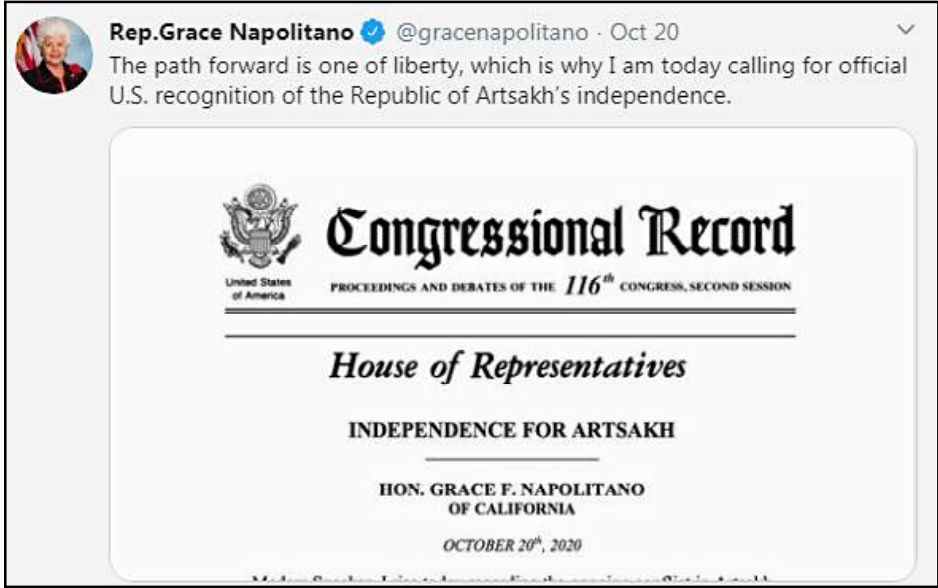 Rep.Grace Napolitano @gracenapolitano · Oct 20
The path forward is one of liberty, which is why I am today calling for official
U.S. recognition of the Republic of Artsakh's independence.
Congressional Record
United States
of America
PROCEEDINGS AND DEBATES OF THE 116th CONGRESS, SECOND SESSION
House of Representatives
INDEPENDENCE FOR ARTSAKH
HON. GRACE F. NAPOLITANO
OF CALIFORNIA
OCTOBER 20th, 2020